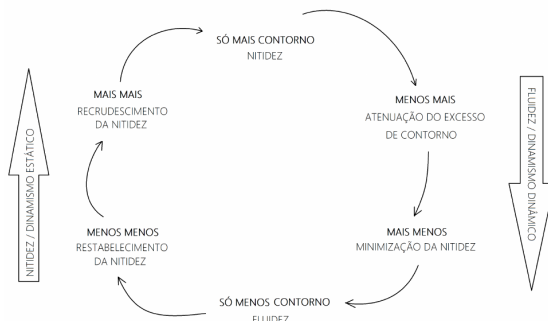 SÓ MAIS CONTORNO
NITIDEZ
MAIS MAIS
RECRUDESCIMENTO
DA NITIDEZ
MENOS MAIS
ATENUAÇÃO DO EXCESSO
DE CONTORNO
NITIDEZ / DINAMISMO ESTÁTICO
FLUIDEZ / DINAMISMO DINÂMICO
MENOS MENOS
RESTABELECIMENTO
DA NITIDEZ
MAIS MENOS
MINIMIZAÇÃO DA NITIDEZ
SÓ MENOS CONTORNO
FLUIDEZ